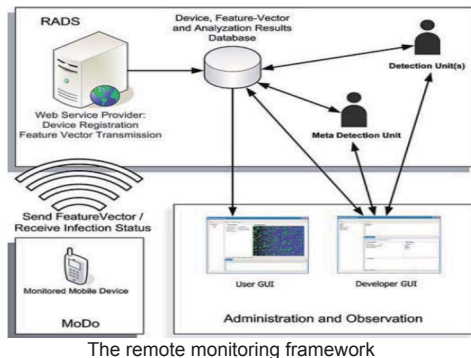 RADS
Device, Feature-Vector
and Analyzation Results
Database
Detection Unit(s)
Web Service Provider:
Device Registration
Feature Vector Transmission
Meta Detection Unit
Send FeatureVector /
Receive Infection Status
Monitored Mobile Device
MoDo
User GUI
Developer GUI
Administration and Observation
The remote monitoring framework